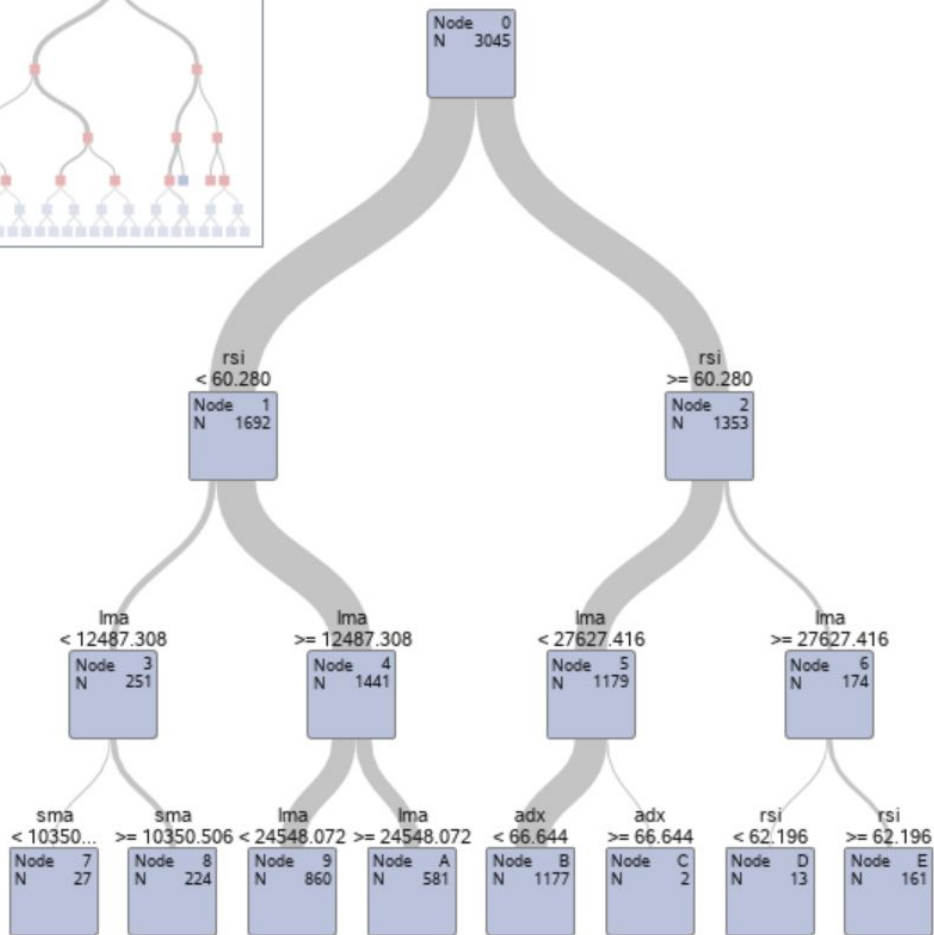 Node 0
N 3045
rsi
< 60.280
Node 1
N 1692
rsi
>= 60.280
Node 2
N 1353
lma
< 12487.308
Node 3
N 251
lma
>= 12487.308
Node 4
N 1441
lma
< 27627.416
Node 5
N 1179
lma
>= 27627.416
Node 6
N 174
sma
< 10350...
Node 7
N 27
sma
>= 10350.506
Node 8
N 224
lma
< 24548.072
Node 9
N 860
lma
>= 24548.072
Node A
N 581
adx
< 66.644
Node B
N 1177
adx
>= 66.644
Node C
N 2
rsi
< 62.196
Node D
N 13
rsi
>= 62.196
Node E
N 161